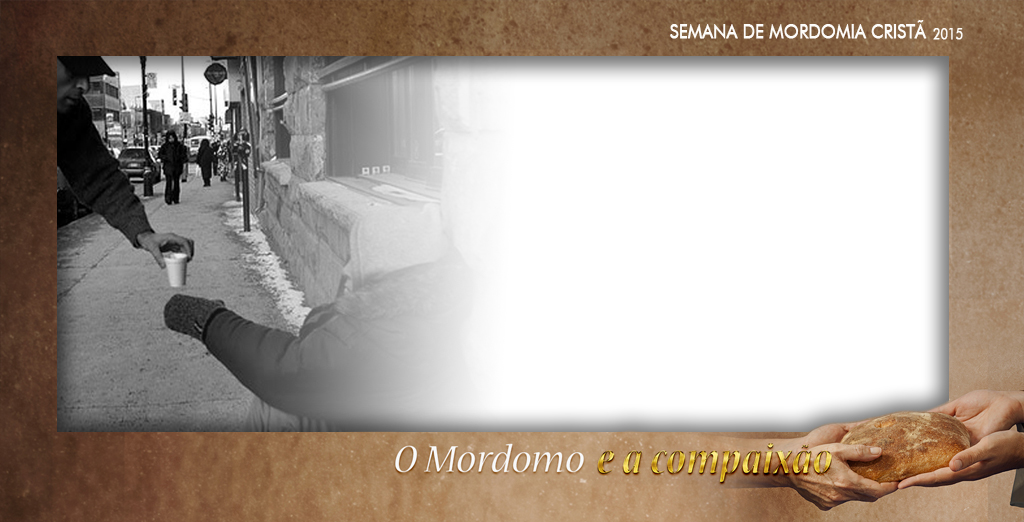 SEMANA DE MORDOMIA CRISTÃ 2015
O Mordomo e a compaixão